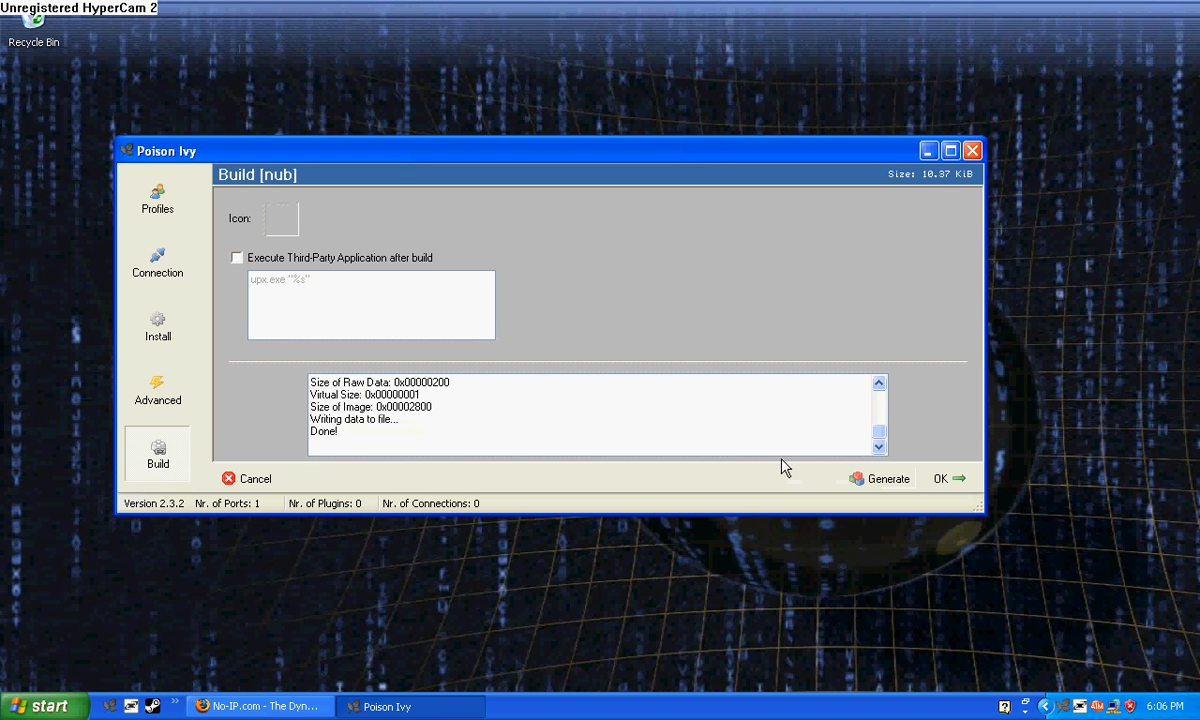 Unregistered HyperCam 2
Recycle Bin
Poison Ivy
Build [nub]
Size: 10.37 KiB
Profiles
Connection
Install
Advanced
Build
Icon:
Execute Third-Party Application after build
upx.exe "%s"
Size of Raw Data: 0x00000200
Virtual Size: 0x00000001
Size of Image: 0x00002800
Writing data to file...
Done!
Cancel
Generate
OK
Version 2.3.2 Nr. of Ports: 1 Nr. of Plugins: 0 Nr. of Connections: 0
start
No-IP.com - The Dyn...
Poison Ivy
6:06 PM